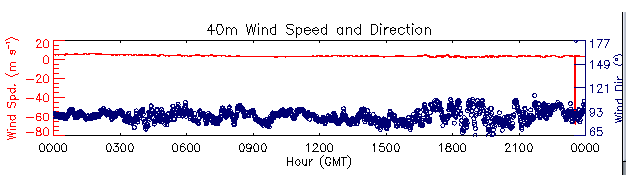 40m Wind Speed and Direction
20
0
-20
-40
-60
-80
Wind Spd. (m s⁻¹)
177
149
121
93
65
Wind Dir. (°)
0000 0300 0600 0900 1200 1500 1800 2100 0000
Hour (GMT)